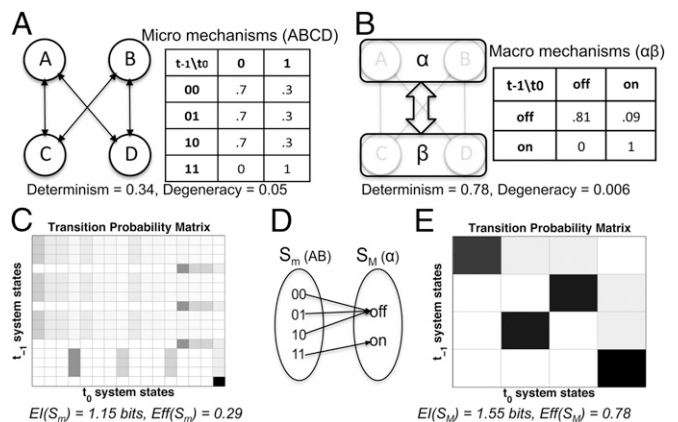 A
Micro mechanisms (ABCD)
A B
C D
t-1\t0 0 1
00 .7 .3
01 .7 .3
10 .7 .3
11 0 1
Determinism = 0.34, Degeneracy = 0.05
B
Macro mechanisms (αβ)
A α B
C β D
t-1\t0 off on
off .81 .09
on 0 1
Determinism = 0.78, Degeneracy = 0.006
C
Transition Probability Matrix
t₋₁ system states
t₀ system states
EI(Sₘ) = 1.15 bits, Eff(Sₘ) = 0.29
D
Sₘ (AB) S_M (α)
00
01 off
10
11 on
E
Transition Probability Matrix
t₋₁ system states
t₀ system states
EI(S_M) = 1.55 bits, Eff(S_M) = 0.78